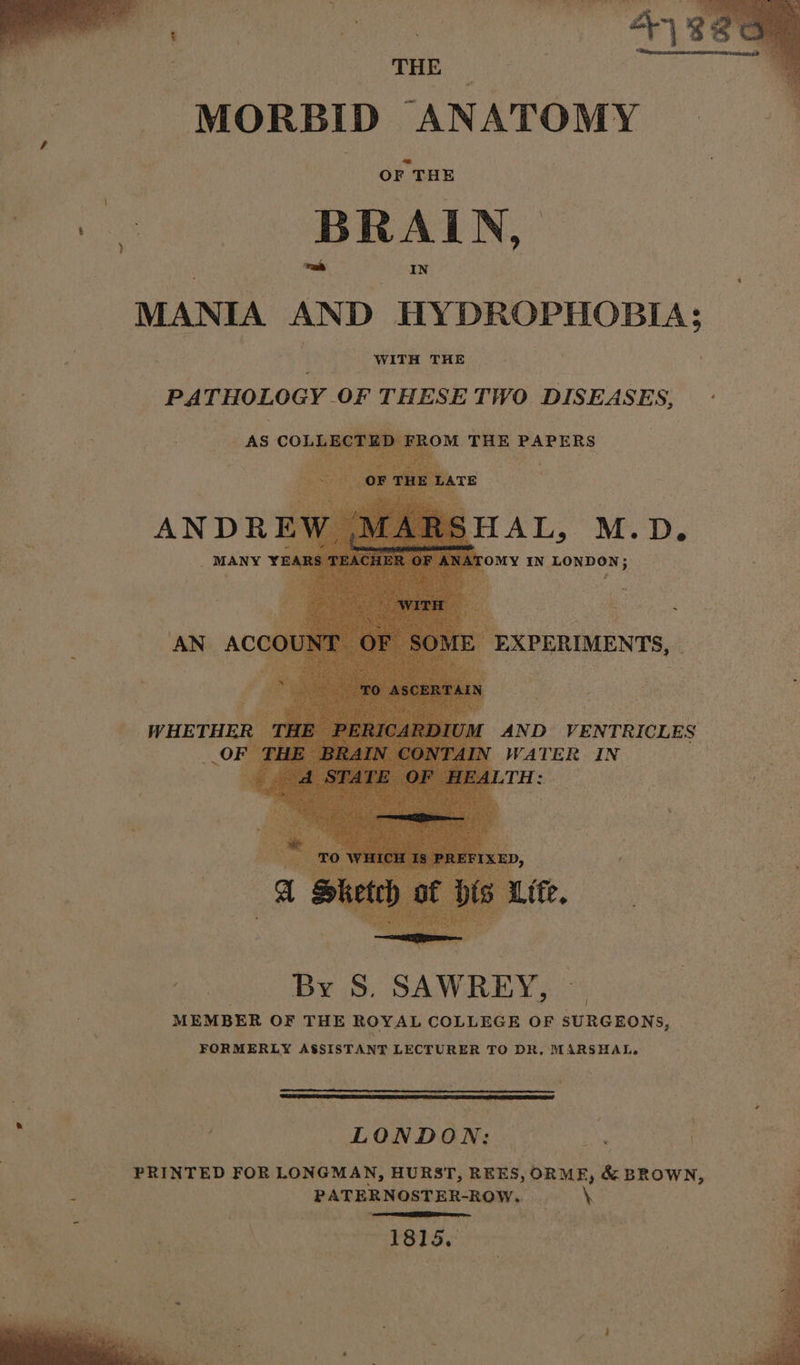 41380
THE
MORBID ANATOMY
OF THE
BRAIN,
IN
MANIA AND HYDROPHOBIA;
WITH THE
PATHOLOGY OF THESE TWO DISEASES,
AS COLLECTED FROM THE PAPERS
OF THE LATE
ANDREW MARSHAL, M.D.
MANY YEARS TEACHER OF ANATOMY IN LONDON;
WITH
AN ACCOUNT OF SOME EXPERIMENTS,
TO ASCERTAIN
WHETHER THE PERICARDIUM AND VENTRICLES
OF THE BRAIN CONTAIN WATER IN
A STATE OF HEALTH:
TO WHICH IS PREFIXED,
A Sketch of his Life.
By S. SAWREY,
MEMBER OF THE ROYAL COLLEGE OF SURGEONS,
FORMERLY ASSISTANT LECTURER TO DR. MARSHAL.
LONDON:
PRINTED FOR LONGMAN, HURST, REES, ORME, & BROWN,
PATERNOSTER-ROW.
1815.